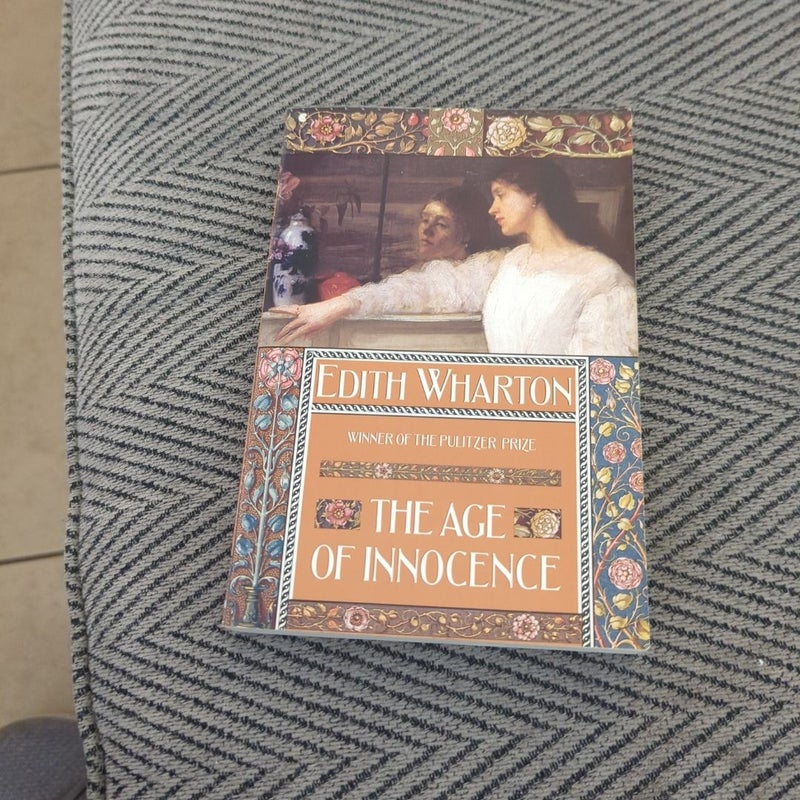 EDITH WHARTON
WINNER OF THE PULITZER PRIZE
THE AGE
OF INNOCENCE